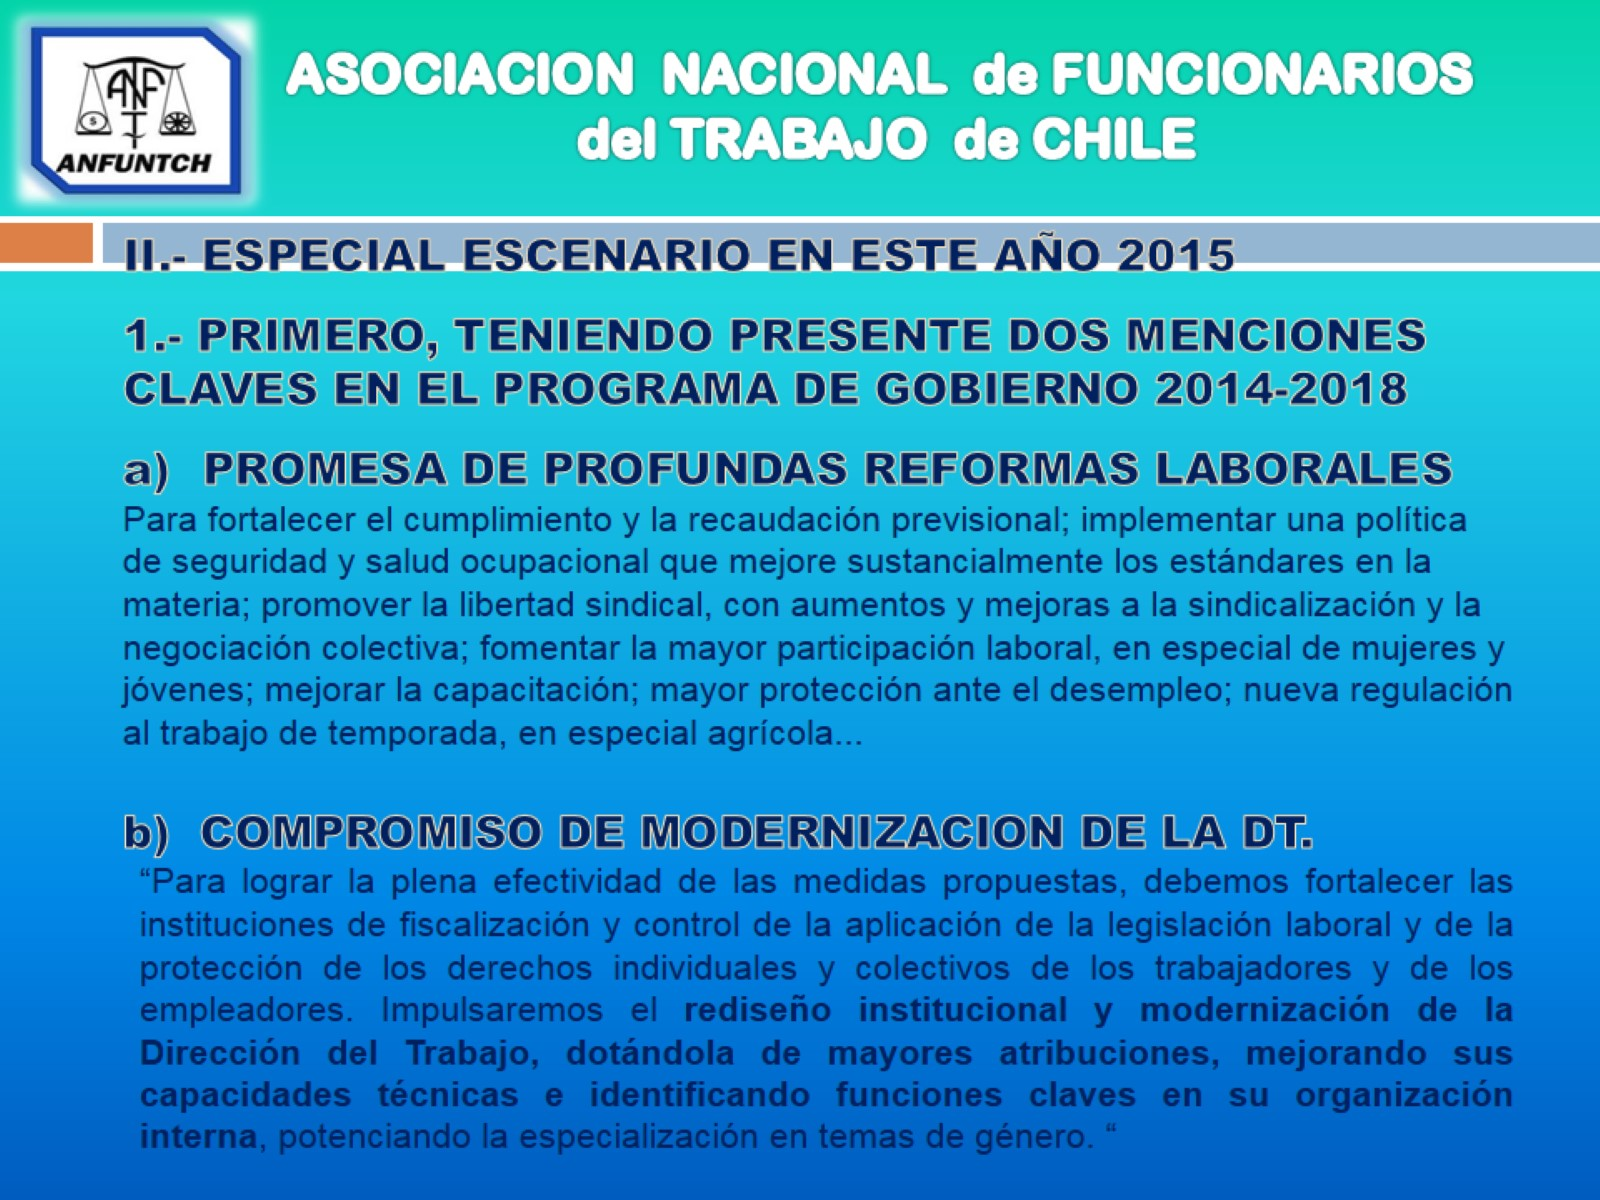 ANFT
$
ANFUNTCH
ASOCIACION NACIONAL de FUNCIONARIOS
del TRABAJO de CHILE
II.- ESPECIAL ESCENARIO EN ESTE AÑO 2015
1.- PRIMERO, TENIENDO PRESENTE DOS MENCIONES
CLAVES EN EL PROGRAMA DE GOBIERNO 2014-2018
a) PROMESA DE PROFUNDAS REFORMAS LABORALES
Para fortalecer el cumplimiento y la recaudación previsional; implementar una política
de seguridad y salud ocupacional que mejore sustancialmente los estándares en la
materia; promover la libertad sindical, con aumentos y mejoras a la sindicalización y la
negociación colectiva; fomentar la mayor participación laboral, en especial de mujeres y
jóvenes; mejorar la capacitación; mayor protección ante el desempleo; nueva regulación
al trabajo de temporada, en especial agrícola...
b) COMPROMISO DE MODERNIZACION DE LA DT.
“Para lograr la plena efectividad de las medidas propuestas, debemos fortalecer las
instituciones de fiscalización y control de la aplicación de la legislación laboral y de la
protección de los derechos individuales y colectivos de los trabajadores y de los
empleadores. Impulsaremos el rediseño institucional y modernización de la
Dirección del Trabajo, dotándola de mayores atribuciones, mejorando sus
capacidades técnicas e identificando funciones claves en su organización
interna, potenciando la especialización en temas de género. “